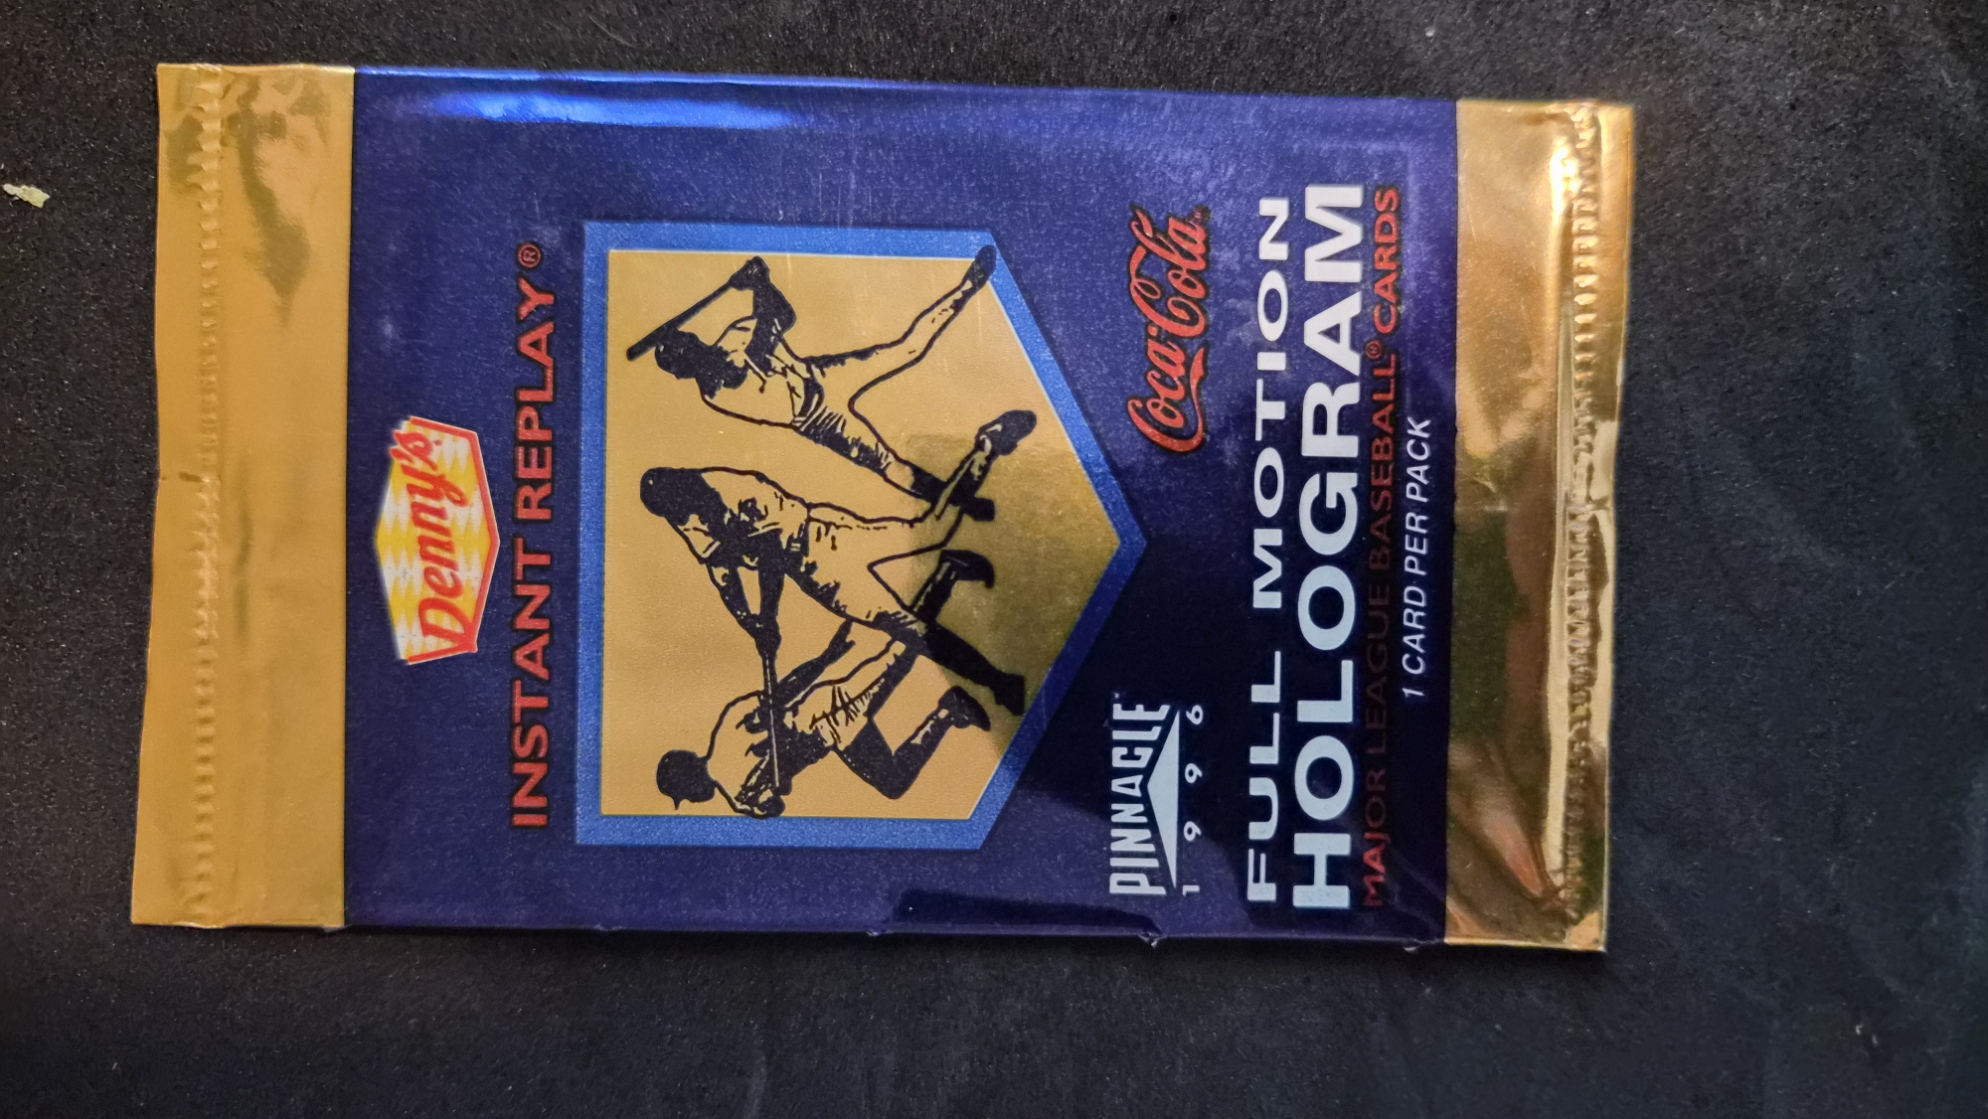 Denny's
INSTANT REPLAY®
Coca-Cola
PINNACLE
1996
FULL MOTION
HOLOGRAM
MAJOR LEAGUE BASEBALL® CARDS
1 CARD PER PACK